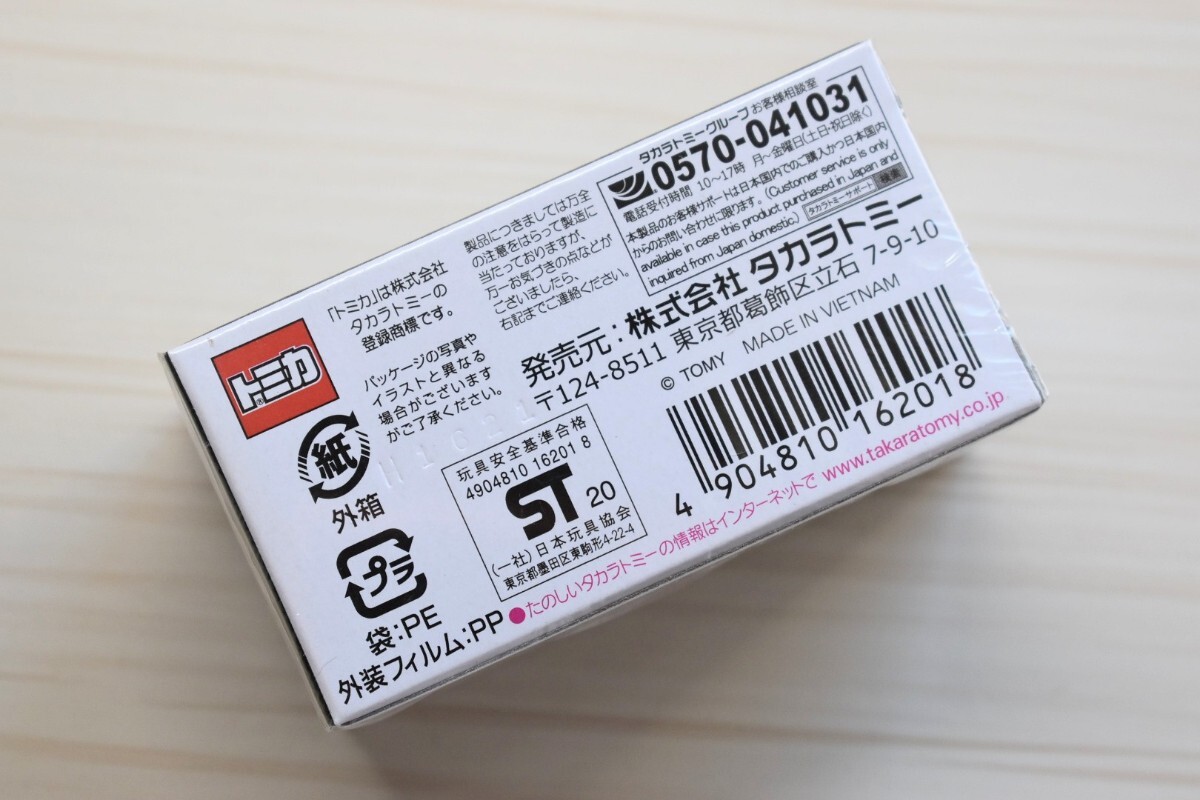 トミカ®
「トミカ」は株式会社
タカラトミーの
登録商標です。
パッケージの写真や
イラストと異なる
場合がございます
がご了承ください。
紙
外箱
プラ
袋:PE
外装フィルム:PP
製品につきましては万全
の注意をはらって製造に
当たっておりますが、
万一お気づきの点などが
ございましたら、
右記までご連絡ください。
タカラトミーグループお客様相談室
0570-041031
電話受付時間 10～17時 月～金曜日(土日・祝日除く)
本製品のお客様サポートは日本国内でのご購入かつ日本国内
からのお問い合わせに限ります。(Customer service is only
available in case this product purchased in Japan and
inquired from Japan domestic) タカラトミーサポート 検索
発売元:株式会社 タカラトミー
〒124-8511 東京都葛飾区立石 7-9-10
© TOMY MADE IN VIETNAM
玩具安全基準合格
4904810 16201 8
ST 20
(一社)日本玩具協会
東京都墨田区東駒形4-22-4
4 904810 162018
●たのしいタカラトミーの情報はインターネットで www.takaratomy.co.jp